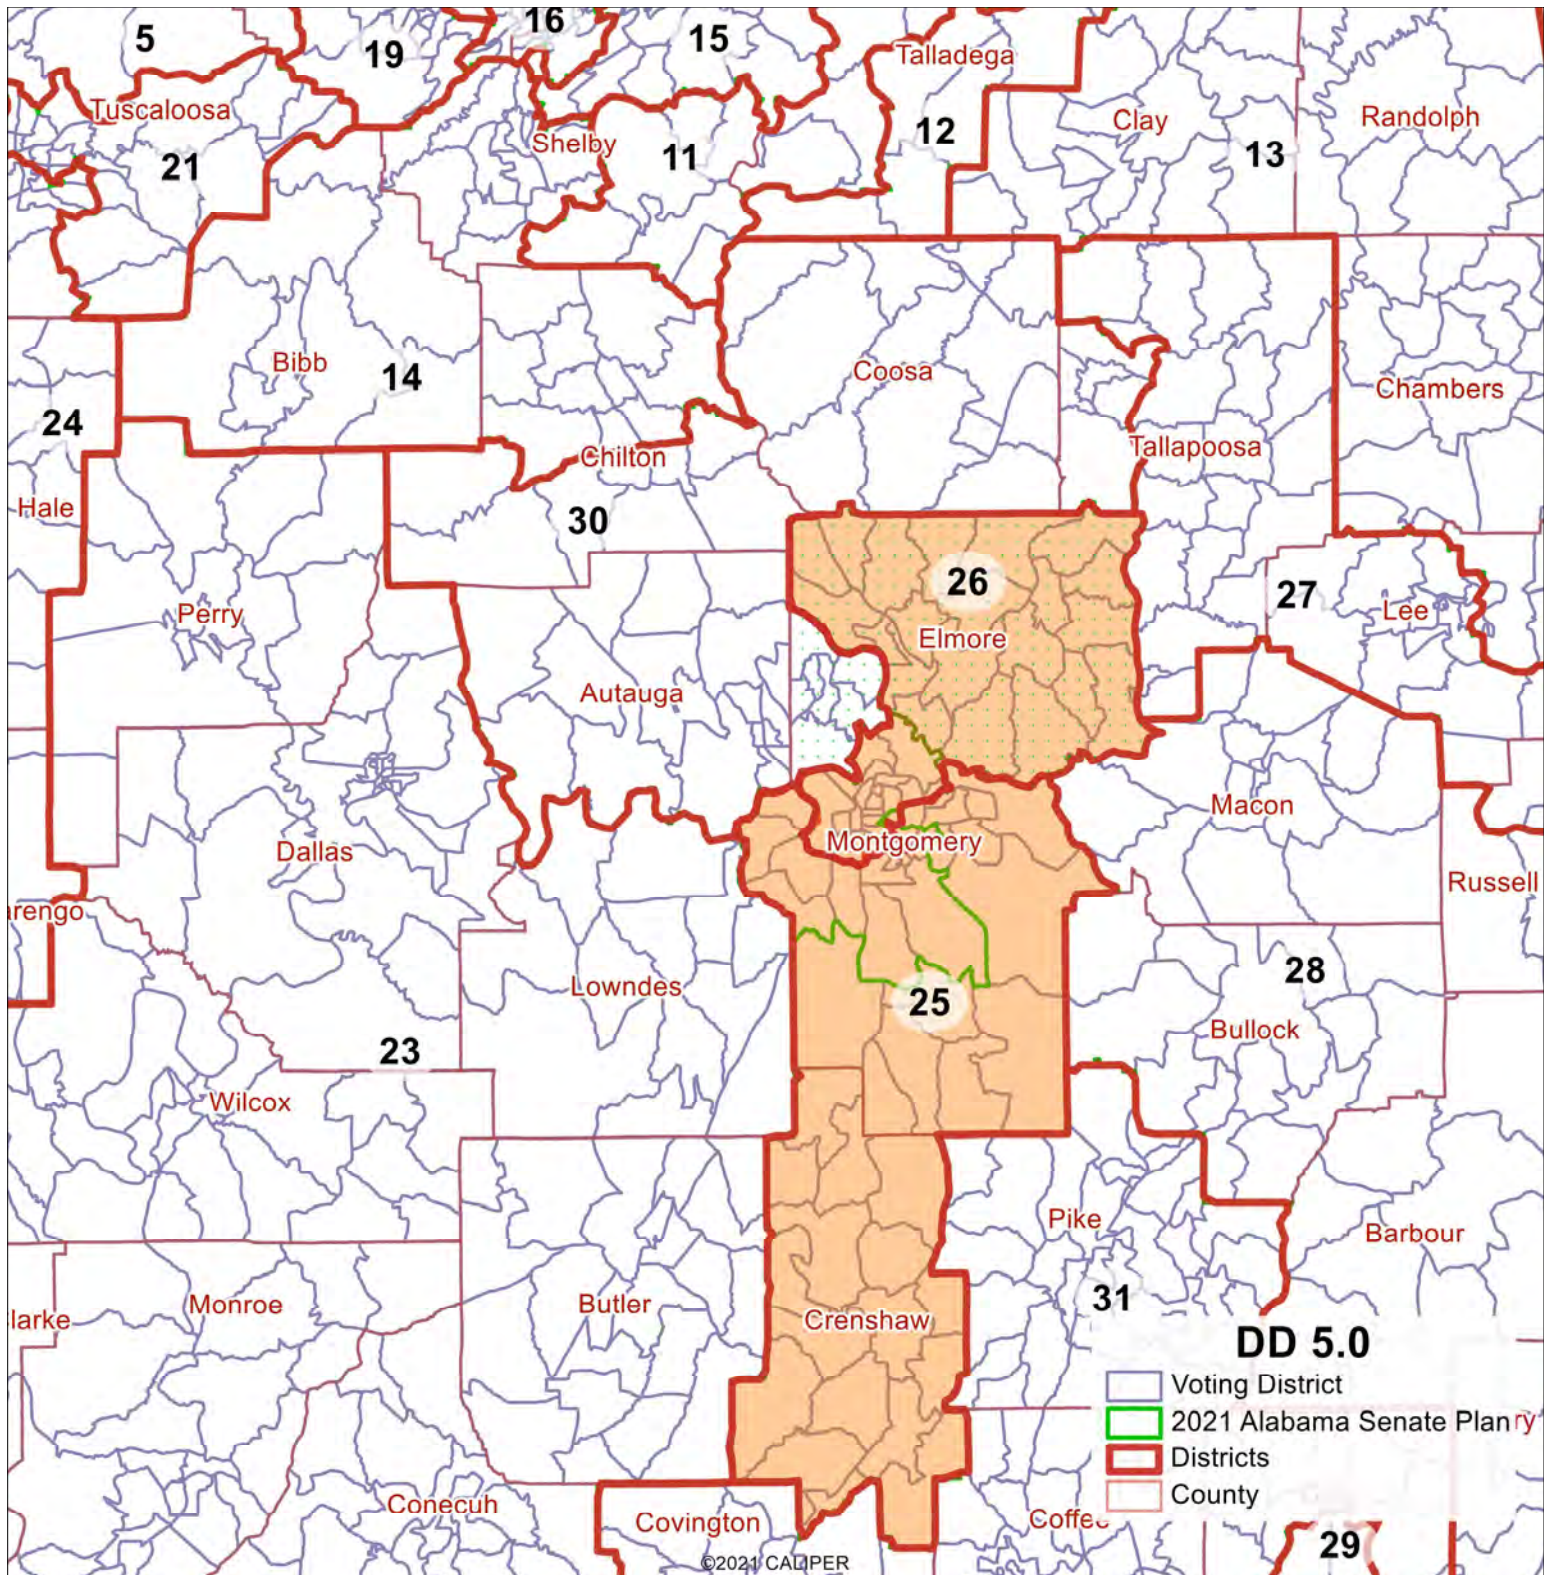 5
19
16
15
Talladega
Tuscaloosa
Clay
Randolph
12
Shelby
21
11
13
Bibb
14
Coosa
Chambers
24
Chilton
Tallapoosa
Hale
30
26
27
Perry
Lee
Elmore
Autauga
Macon
Montgomery
Dallas
Russell
arengo
28
Lowndes
25
Bullock
23
Wilcox
Pike
Barbour
31
Monroe
Butler
larke
Crenshaw
DD 5.0
Voting District
2021 Alabama Senate Plan ry
Districts
County
Conecuh
Covington
29
©2021 CALIPER